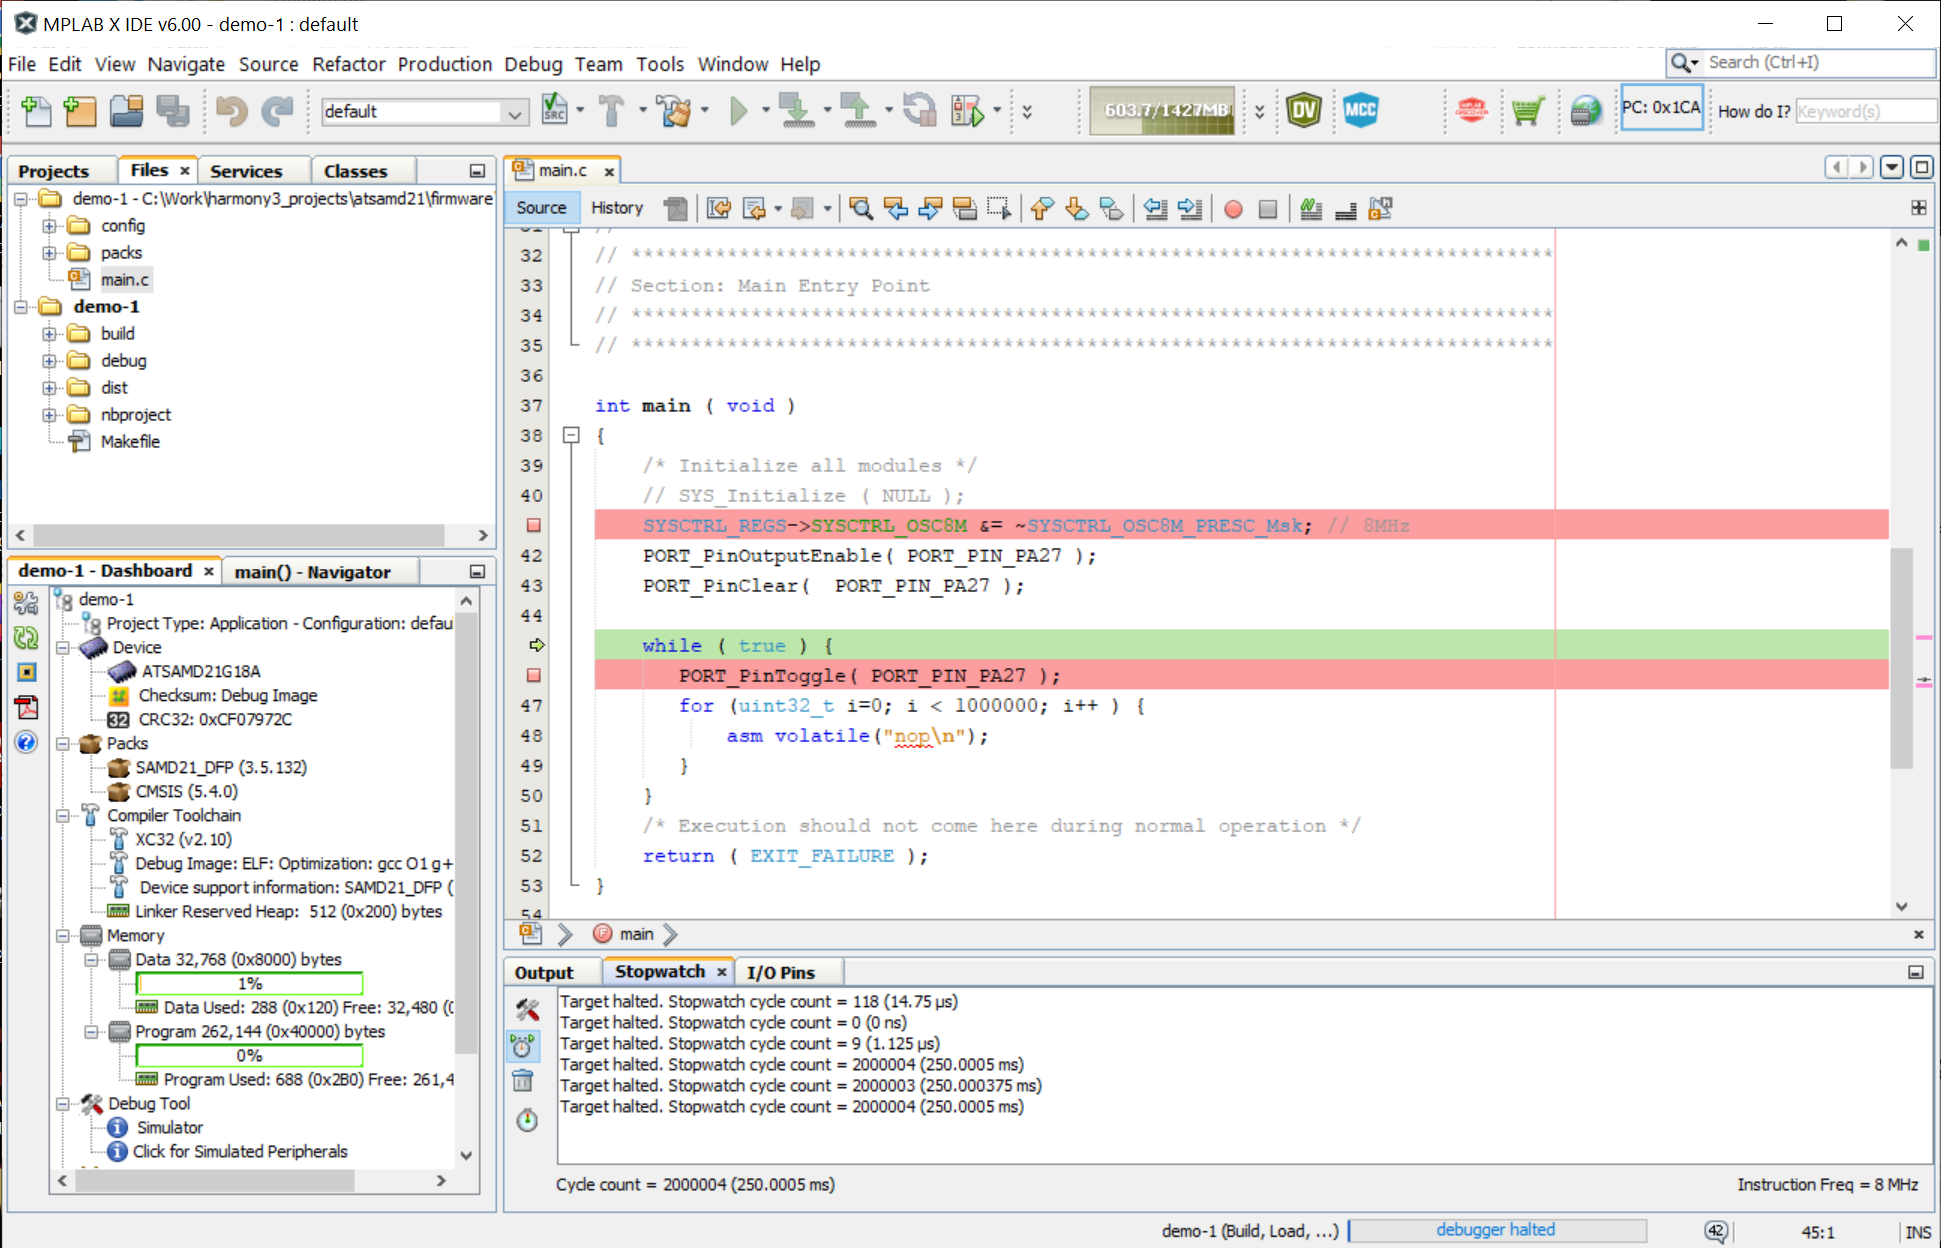 MPLAB X IDE v6.00 - demo-1 : default
File Edit View Navigate Source Refactor Production Debug Team Tools Window Help
Search (Ctrl+I)
default
SRC
603.7/1427MB
DV
MCC
PC: 0x1CA
How do I?
Keyword(s)
Projects
Files
Services
Classes
demo-1 - C:\Work\harmony3_projects\atsamd21\firmware
config
packs
main.c
demo-1
build
debug
dist
nbproject
Makefile
demo-1 - Dashboard
main() - Navigator
demo-1
Project Type: Application - Configuration: defau
Device
ATSAMD21G18A
Checksum: Debug Image
CRC32: 0xCF07972C
Packs
SAMD21_DFP (3.5.132)
CMSIS (5.4.0)
Compiler Toolchain
XC32 (v2.10)
Debug Image: ELF: Optimization: gcc O1 g+
Device support information: SAMD21_DFP (
Linker Reserved Heap: 512 (0x200) bytes
Memory
Data 32,768 (0x8000) bytes
1%
Data Used: 288 (0x120) Free: 32,480 (0
Program 262,144 (0x40000) bytes
0%
Program Used: 688 (0x2B0) Free: 261,4
Debug Tool
Simulator
Click for Simulated Peripherals
main.c
Source
History
31 //
32 // *****************************************************************************
33 // Section: Main Entry Point
34 // *****************************************************************************
35 // *****************************************************************************
36
37 int main ( void )
38 {
39 /* Initialize all modules */
40 // SYS_Initialize ( NULL );
SYSCTRL_REGS->SYSCTRL_OSC8M &= ~SYSCTRL_OSC8M_PRESC_Msk; // 8MHz
42 PORT_PinOutputEnable( PORT_PIN_PA27 );
43 PORT_PinClear(  PORT_PIN_PA27 );
44
while ( true ) {
PORT_PinToggle( PORT_PIN_PA27 );
47 for (uint32_t i=0; i < 1000000; i++ ) {
48 asm volatile("nop\n");
49 }
50 }
51 /* Execution should not come here during normal operation */
52 return ( EXIT_FAILURE );
53 }
54
main
Output
Stopwatch
I/O Pins
Target halted. Stopwatch cycle count = 118 (14.75 µs)
Target halted. Stopwatch cycle count = 0 (0 ns)
Target halted. Stopwatch cycle count = 9 (1.125 µs)
Target halted. Stopwatch cycle count = 2000004 (250.0005 ms)
Target halted. Stopwatch cycle count = 2000003 (250.000375 ms)
Target halted. Stopwatch cycle count = 2000004 (250.0005 ms)
Cycle count = 2000004 (250.0005 ms)
Instruction Freq = 8 MHz
demo-1 (Build, Load, ...)
debugger halted
42
45:1
INS